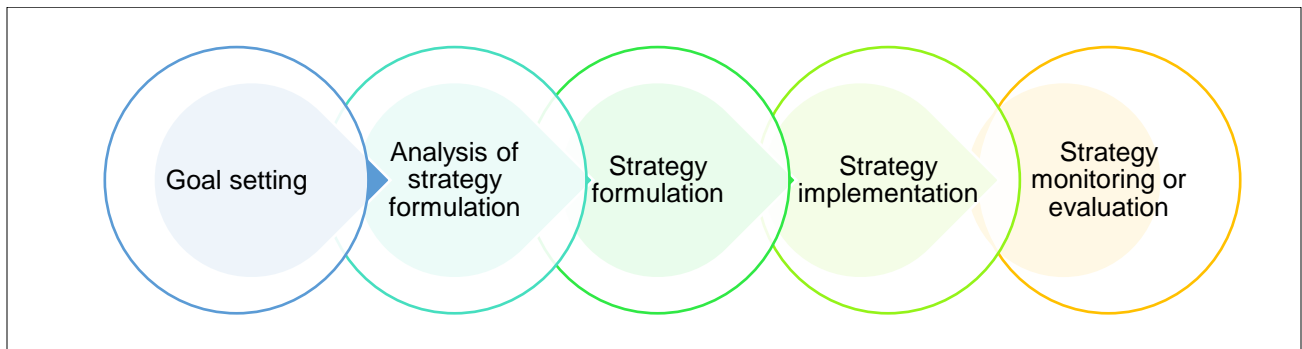 Goal setting
Analysis of
strategy
formulation
Strategy
formulation
Strategy
implementation
Strategy
monitoring or
evaluation